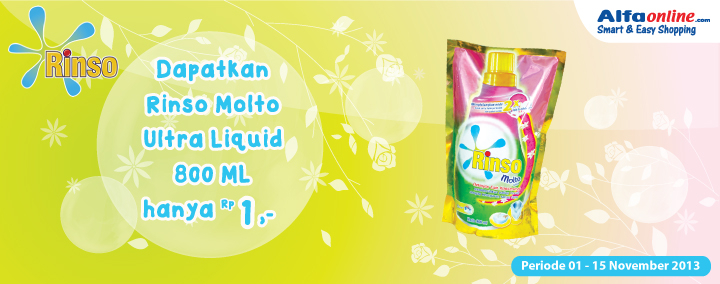 Rinso
Dapatkan
Rinso Molto
Ultra Liquid
800 ML
hanya Rp 1,-
Alfaonline.com
Smart & Easy Shopping
Rinso
Molto
Periode 01 - 15 November 2013